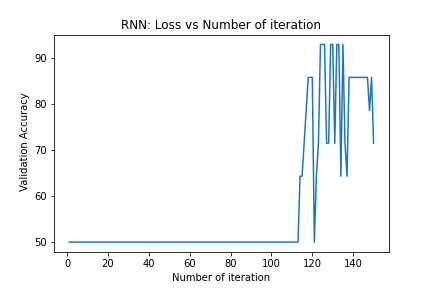 RNN: Loss vs Number of iteration
90
80
70
60
50
Validation Accuracy
0 20 40 60 80 100 120 140
Number of iteration